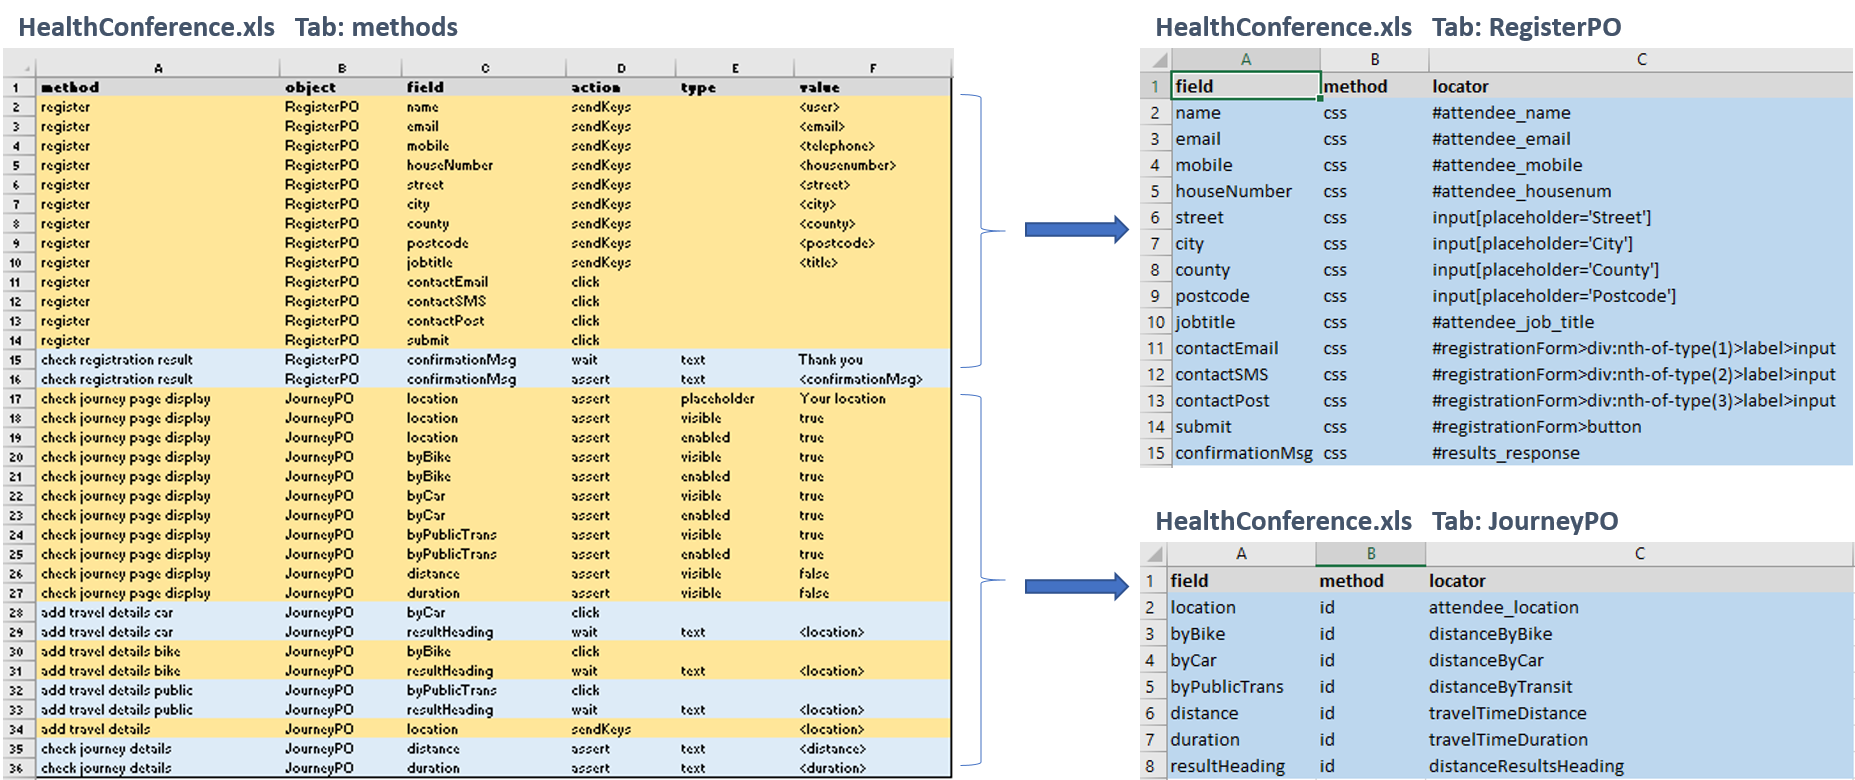 HealthConference.xls Tab: methods
A B C D E F
1 method object field action type value
2 register RegisterPO name sendKeys <user>
3 register RegisterPO email sendKeys <email>
4 register RegisterPO mobile sendKeys <telephone>
5 register RegisterPO houseNumber sendKeys <housenumber>
6 register RegisterPO street sendKeys <street>
7 register RegisterPO city sendKeys <city>
8 register RegisterPO county sendKeys <county>
9 register RegisterPO postcode sendKeys <postcode>
10 register RegisterPO jobtitle sendKeys <title>
11 register RegisterPO contactEmail click
12 register RegisterPO contactSMS click
13 register RegisterPO contactPost click
14 register RegisterPO submit click
15 check registration result RegisterPO confirmationMsg wait text Thank you
16 check registration result RegisterPO confirmationMsg assert text <confirmationMsg>
17 check journey page display JourneyPO location assert placeholder Your location
18 check journey page display JourneyPO location assert visible true
19 check journey page display JourneyPO location assert enabled true
20 check journey page display JourneyPO byBike assert visible true
21 check journey page display JourneyPO byBike assert enabled true
22 check journey page display JourneyPO byCar assert visible true
23 check journey page display JourneyPO byCar assert enabled true
24 check journey page display JourneyPO byPublicTrans assert visible true
25 check journey page display JourneyPO byPublicTrans assert enabled true
26 check journey page display JourneyPO distance assert visible false
27 check journey page display JourneyPO duration assert visible false
28 add travel details car JourneyPO byCar click
29 add travel details car JourneyPO resultHeading wait text <location>
30 add travel details bike JourneyPO byBike click
31 add travel details bike JourneyPO resultHeading wait text <location>
32 add travel details public JourneyPO byPublicTrans click
33 add travel details public JourneyPO resultHeading wait text <location>
34 add travel details JourneyPO location sendKeys <location>
35 check journey details JourneyPO distance assert text <distance>
36 check journey details JourneyPO duration assert text <duration>
HealthConference.xls Tab: RegisterPO
A B C
1 field method locator
2 name css #attendee_name
3 email css #attendee_email
4 mobile css #attendee_mobile
5 houseNumber css #attendee_housenum
6 street css input[placeholder='Street']
7 city css input[placeholder='City']
8 county css input[placeholder='County']
9 postcode css input[placeholder='Postcode']
10 jobtitle css #attendee_job_title
11 contactEmail css #registrationForm>div:nth-of-type(1)>label>input
12 contactSMS css #registrationForm>div:nth-of-type(2)>label>input
13 contactPost css #registrationForm>div:nth-of-type(3)>label>input
14 submit css #registrationForm>button
15 confirmationMsg css #results_response
HealthConference.xls Tab: JourneyPO
A B C
1 field method locator
2 location id attendee_location
3 byBike id distanceByBike
4 byCar id distanceByCar
5 byPublicTrans id distanceByTransit
6 distance id travelTimeDistance
7 duration id travelTimeDuration
8 resultHeading id distanceResultsHeading